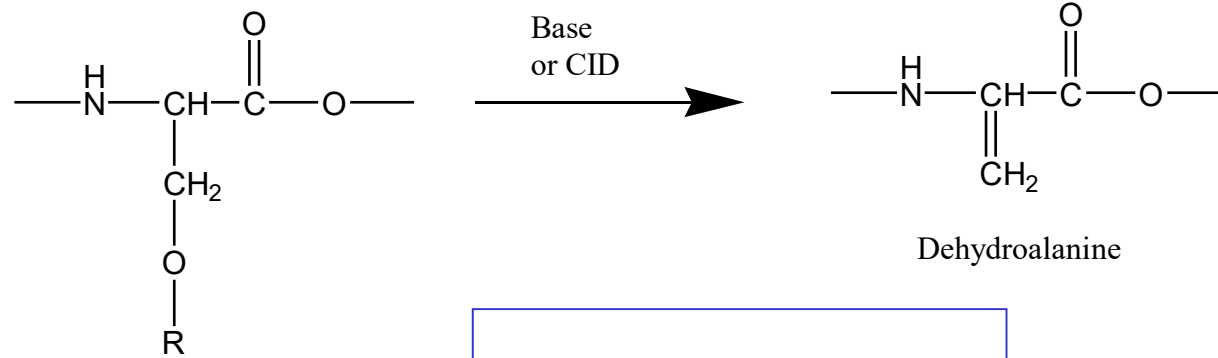 O
H
N CH C O
CH2
O
R
Base
or CID
O
H
N CH C O
CH2
Dehydroalanine